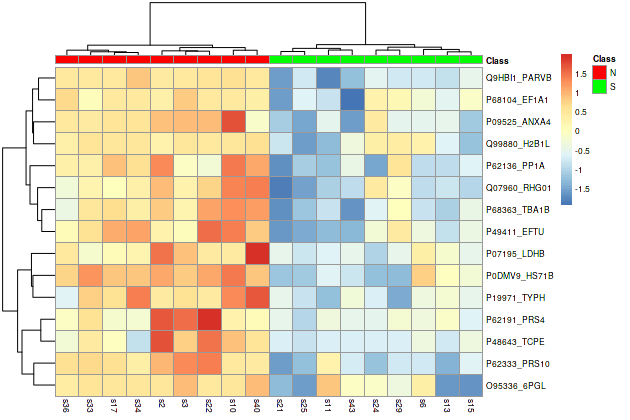 Class
Q9HBI1_PARVB
P68104_EF1A1
P09525_ANXA4
Q99880_H2B1L
P62136_PP1A
Q07960_RHG01
P68363_TBA1B
P49411_EFTU
P07195_LDHB
P0DMV9_HS71B
P19971_TYPH
P62191_PRS4
P48643_TCPE
P62333_PRS10
O95336_6PGL
s36
s33
s17
s34
s2
s3
s22
s10
s40
s21
s25
s11
s43
s24
s29
s6
s13
s15
1.5
1
0.5
0
-0.5
-1
-1.5
Class
N
S